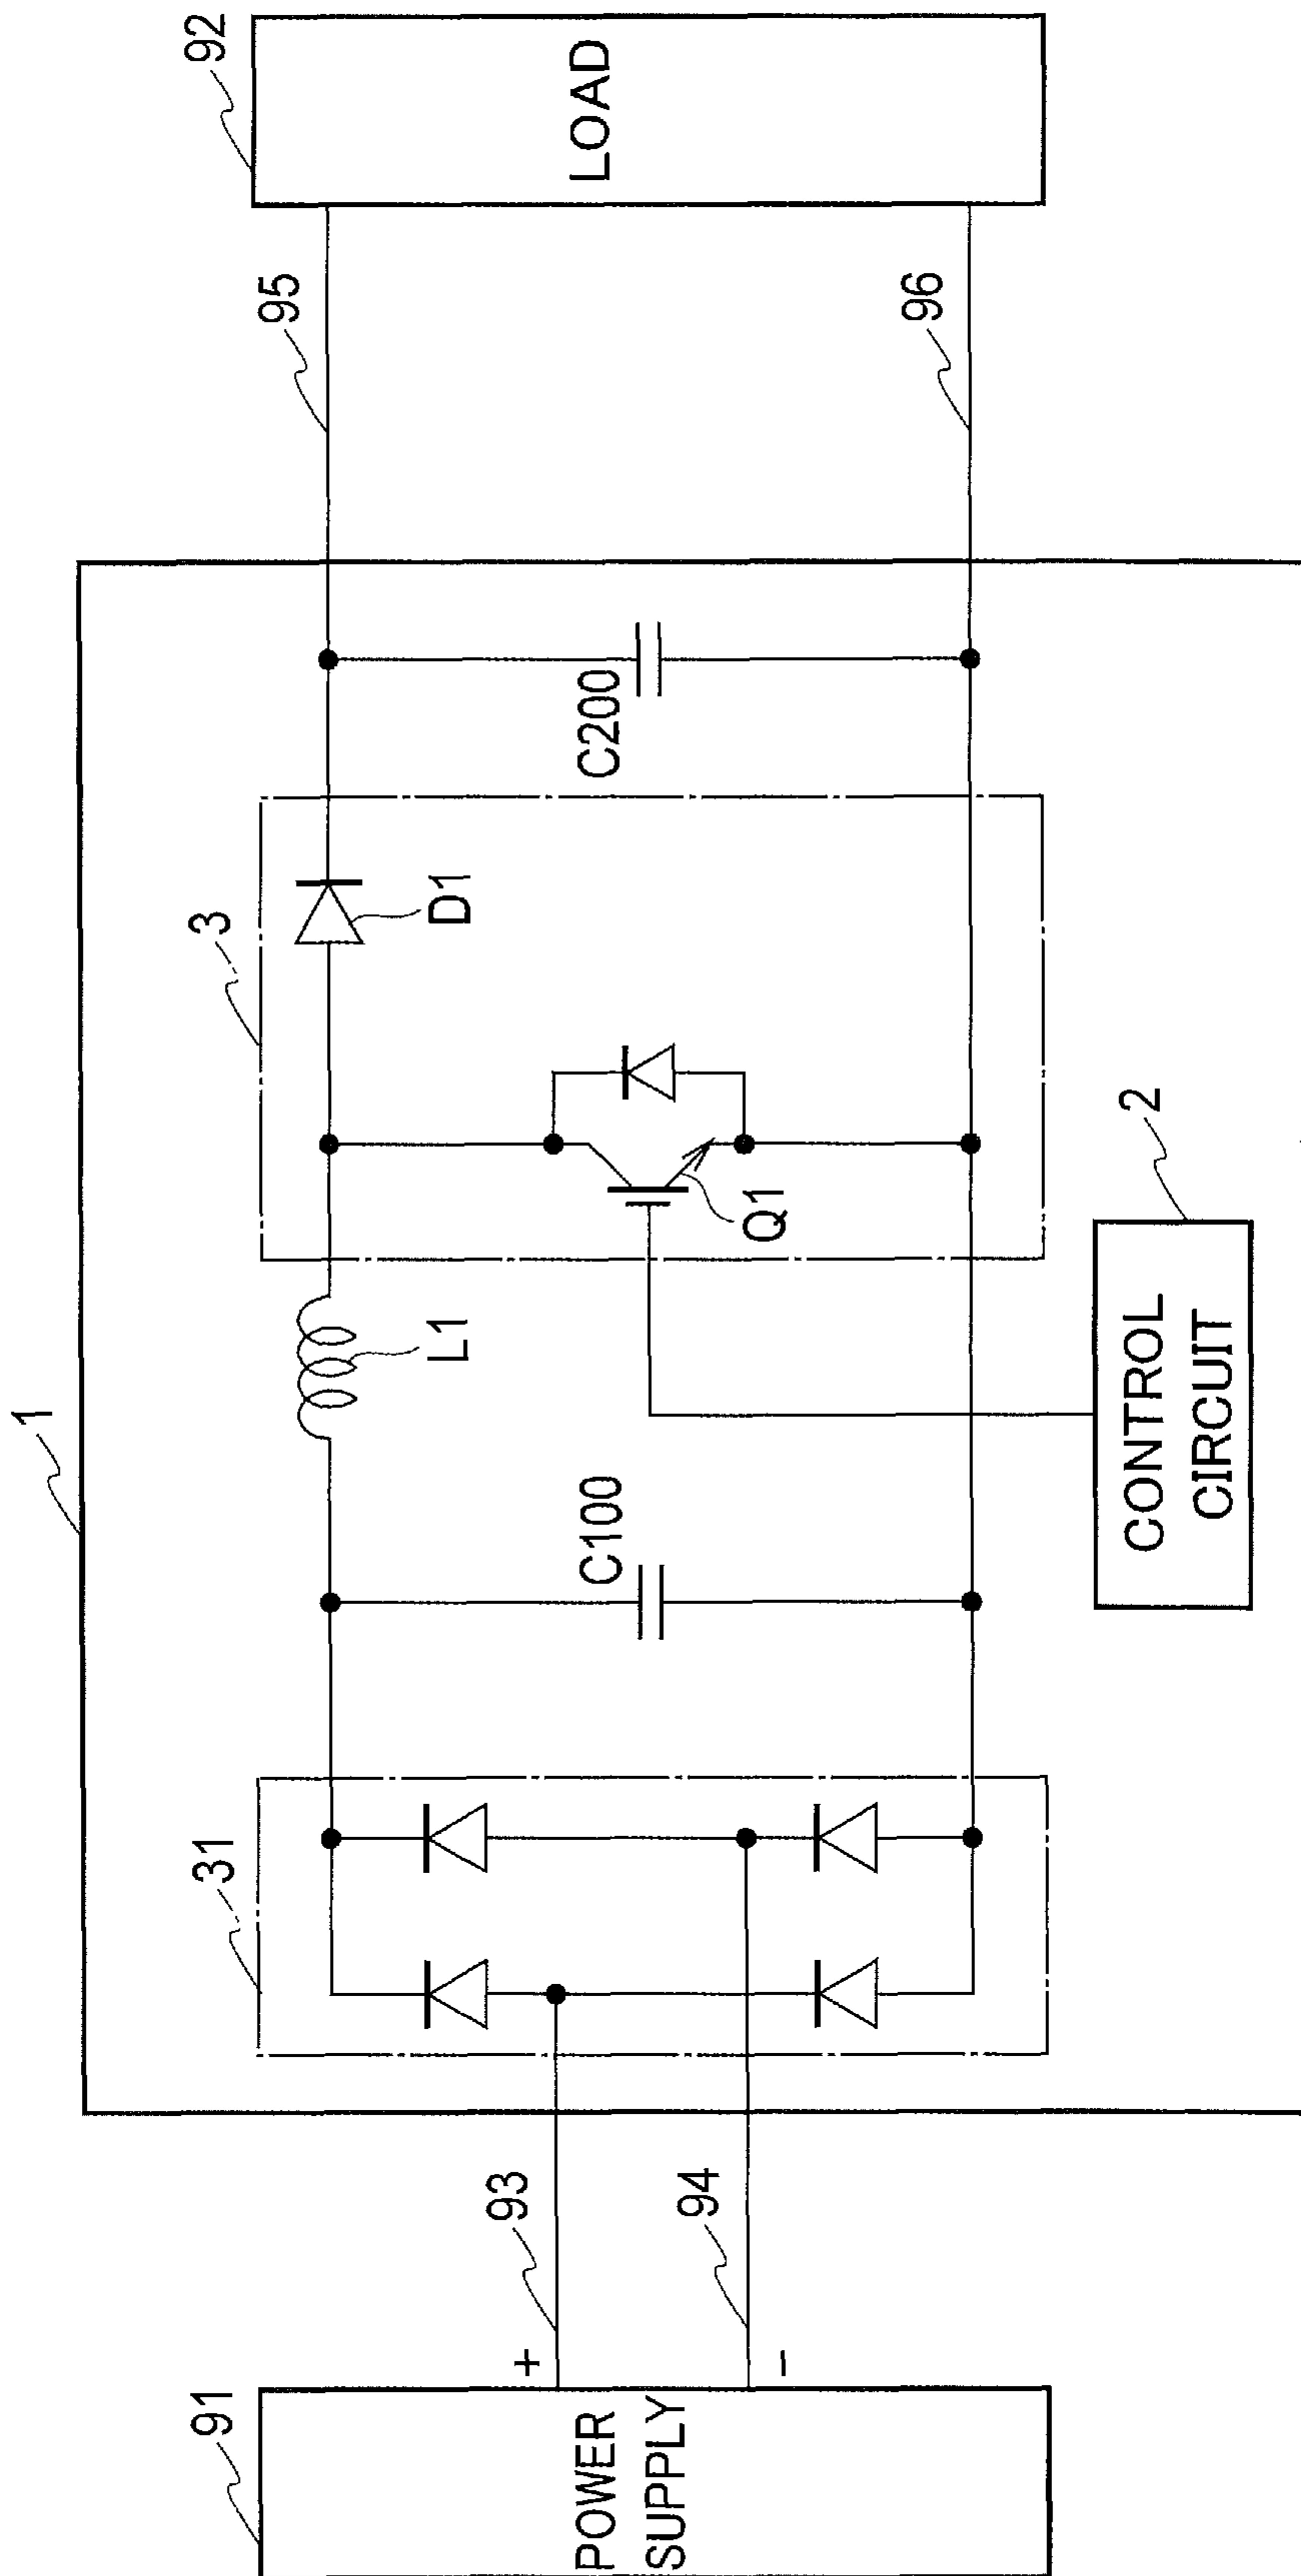 1
91
POWER
SUPPLY
+
-
93
94
31
C100
L1
3
Q1
D1
C200
CONTROL
CIRCUIT
2
95
96
92
LOAD